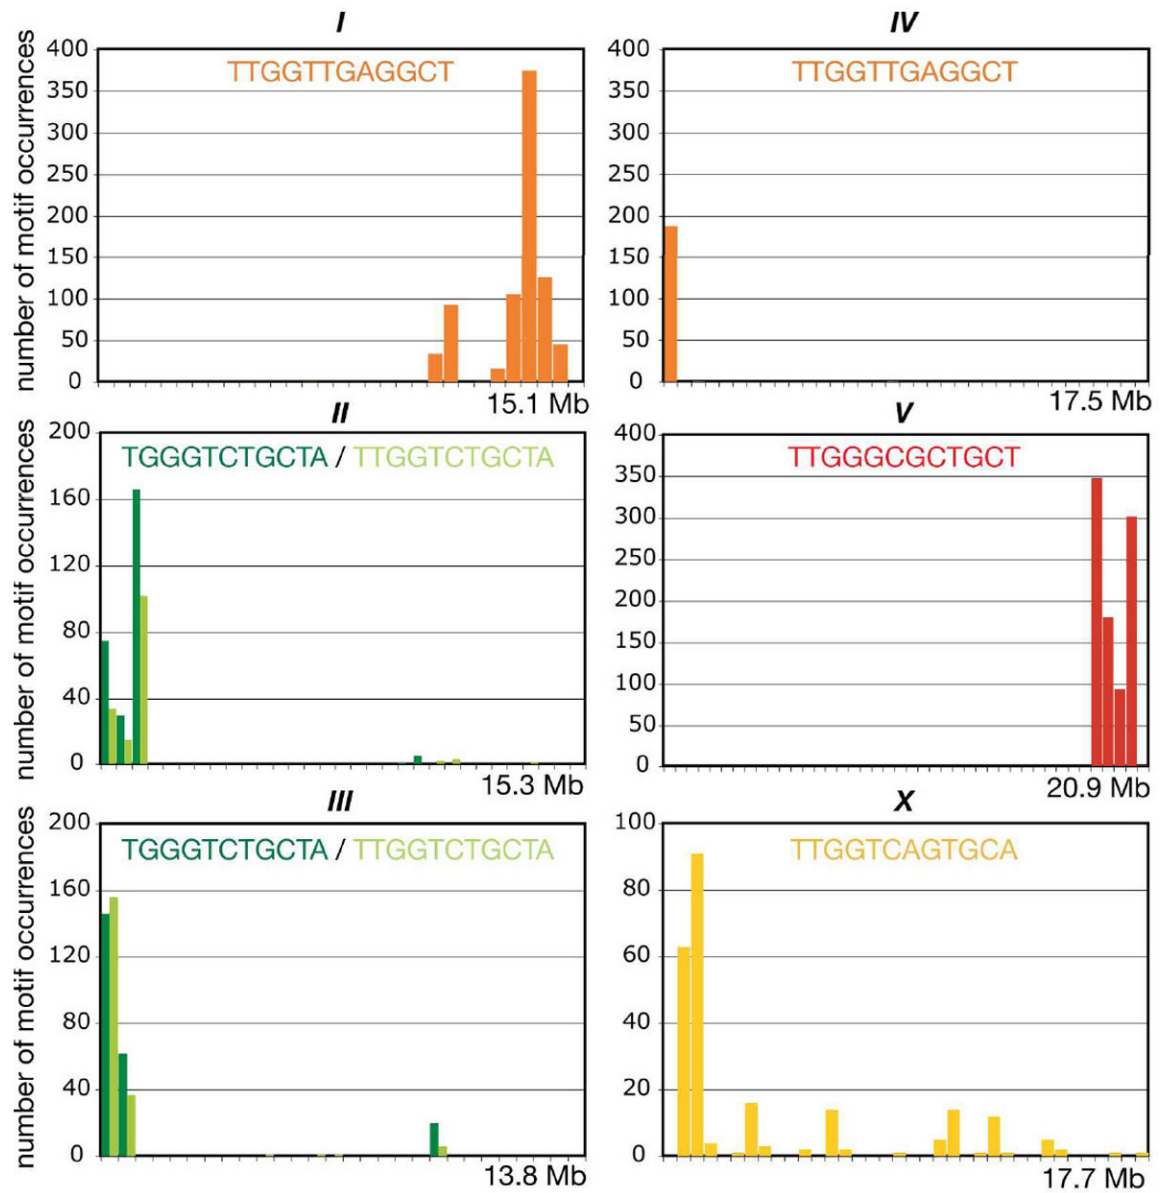 I
number of motif occurrences
400
350
300
250
200
150
100
50
0
TTGGTTGAGGCT
15.1 Mb
IV
400
350
300
250
200
150
100
50
0
TTGGTTGAGGCT
17.5 Mb
II
number of motif occurrences
200
160
120
80
40
0
TGGGTCTGCTA / TTGGTCTGCTA
15.3 Mb
V
400
350
300
250
200
150
100
50
0
TTGGGCGCTGCT
20.9 Mb
III
number of motif occurrences
200
160
120
80
40
0
TGGGTCTGCTA / TTGGTCTGCTA
13.8 Mb
X
100
80
60
40
20
0
TTGGTCAGTGCA
17.7 Mb